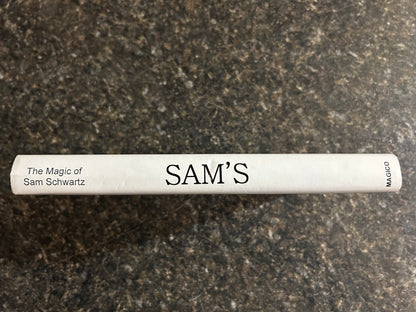 The Magic of
Sam Schwartz
SAM'S
MAGICO